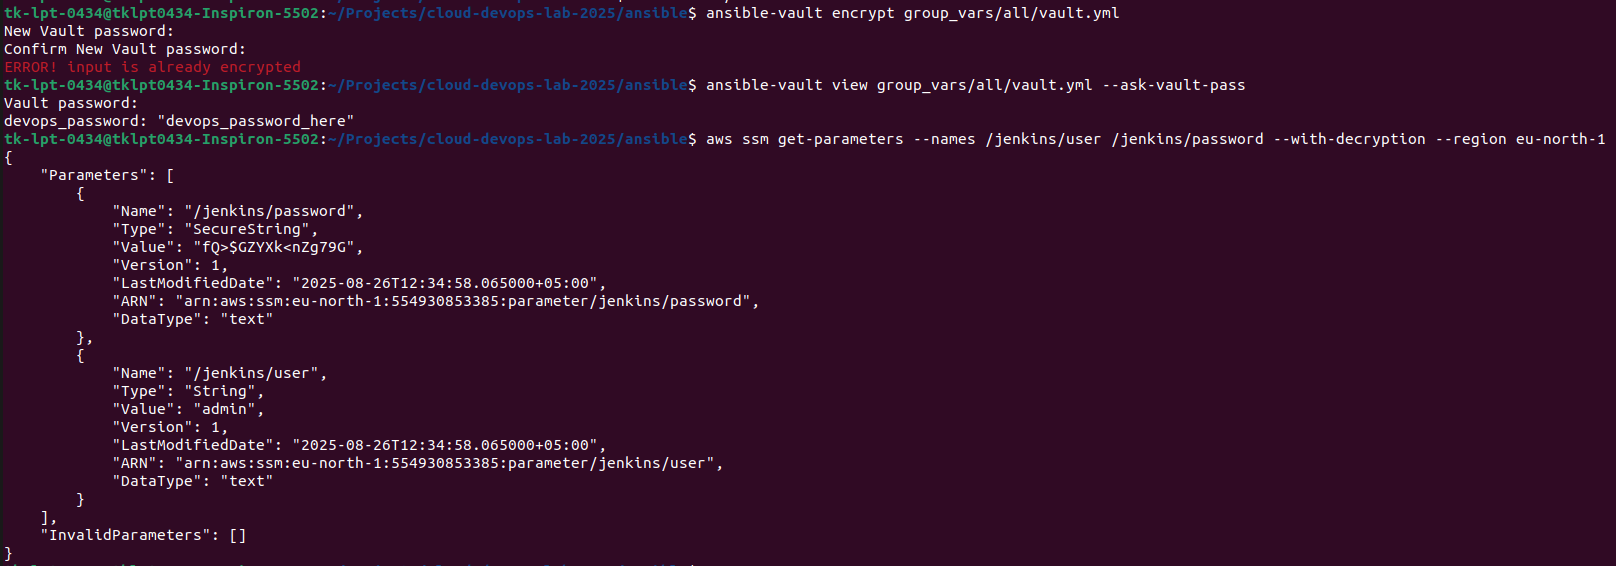 tk-lpt-0434@tklpt0434-Inspiron-5502:~/Projects/cloud-devops-lab-2025/ansible$ ansible-vault encrypt group_vars/all/vault.yml
New Vault password:
Confirm New Vault password:
ERROR! input is already encrypted
tk-lpt-0434@tklpt0434-Inspiron-5502:~/Projects/cloud-devops-lab-2025/ansible$ ansible-vault view group_vars/all/vault.yml --ask-vault-pass
Vault password:
devops_password: "devops_password_here"
tk-lpt-0434@tklpt0434-Inspiron-5502:~/Projects/cloud-devops-lab-2025/ansible$ aws ssm get-parameters --names /jenkins/user /jenkins/password --with-decryption --region eu-north-1
{
    "Parameters": [
        {
            "Name": "/jenkins/password",
            "Type": "SecureString",
            "Value": "fQ>$GZYXk<nZg79G",
            "Version": 1,
            "LastModifiedDate": "2025-08-26T12:34:58.065000+05:00",
            "ARN": "arn:aws:ssm:eu-north-1:554930853385:parameter/jenkins/password",
            "DataType": "text"
        },
        {
            "Name": "/jenkins/user",
            "Type": "String",
            "Value": "admin",
            "Version": 1,
            "LastModifiedDate": "2025-08-26T12:34:58.065000+05:00",
            "ARN": "arn:aws:ssm:eu-north-1:554930853385:parameter/jenkins/user",
            "DataType": "text"
        }
    ],
    "InvalidParameters": []
}